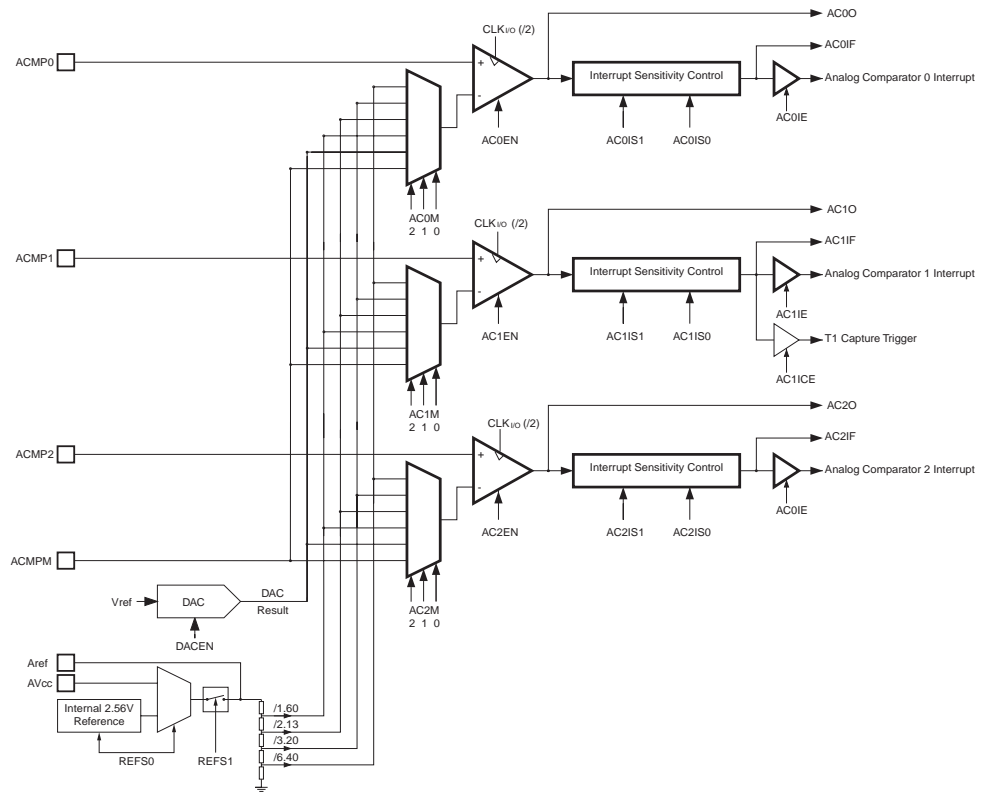 AC0O
CLKI/O (/2)
AC0IF
ACMP0
+
Interrupt Sensitivity Control
Analog Comparator 0 Interrupt
-
AC0IE
AC0EN
AC0IS1
AC0IS0
AC0M
2 1 0
AC1O
CLKI/O (/2)
AC1IF
ACMP1
+
Interrupt Sensitivity Control
Analog Comparator 1 Interrupt
-
AC1IE
AC1EN
AC1IS1
AC1IS0
T1 Capture Trigger
AC1ICE
AC1M
2 1 0
AC2O
CLKI/O (/2)
AC2IF
ACMP2
+
Interrupt Sensitivity Control
Analog Comparator 2 Interrupt
-
AC0IE
AC2EN
AC2IS1
AC2IS0
ACMPM
DAC
Vref
DAC
Result
AC2M
2 1 0
DACEN
Aref
AVcc
Internal 2.56V
Reference
/1.60
/2.13
/3.20
/6.40
REFS0
REFS1